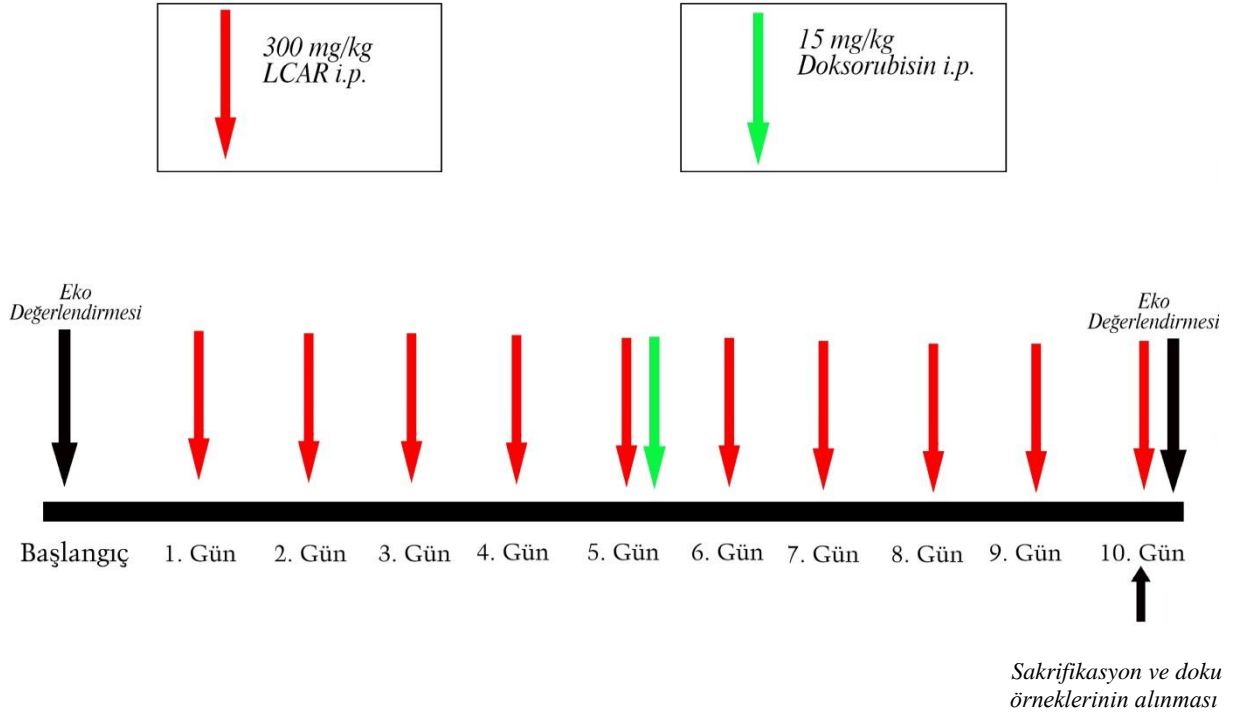 300 mg/kg
LCAR i.p.
15 mg/kg
Doksorubisin i.p.
Eko
Değerlendirmesi
Eko
Değerlendirmesi
Başlangıç 1. Gün 2. Gün 3. Gün 4. Gün 5. Gün 6. Gün 7. Gün 8. Gün 9. Gün 10. Gün
Sakrifikasyon ve doku
örneklerinin alınması